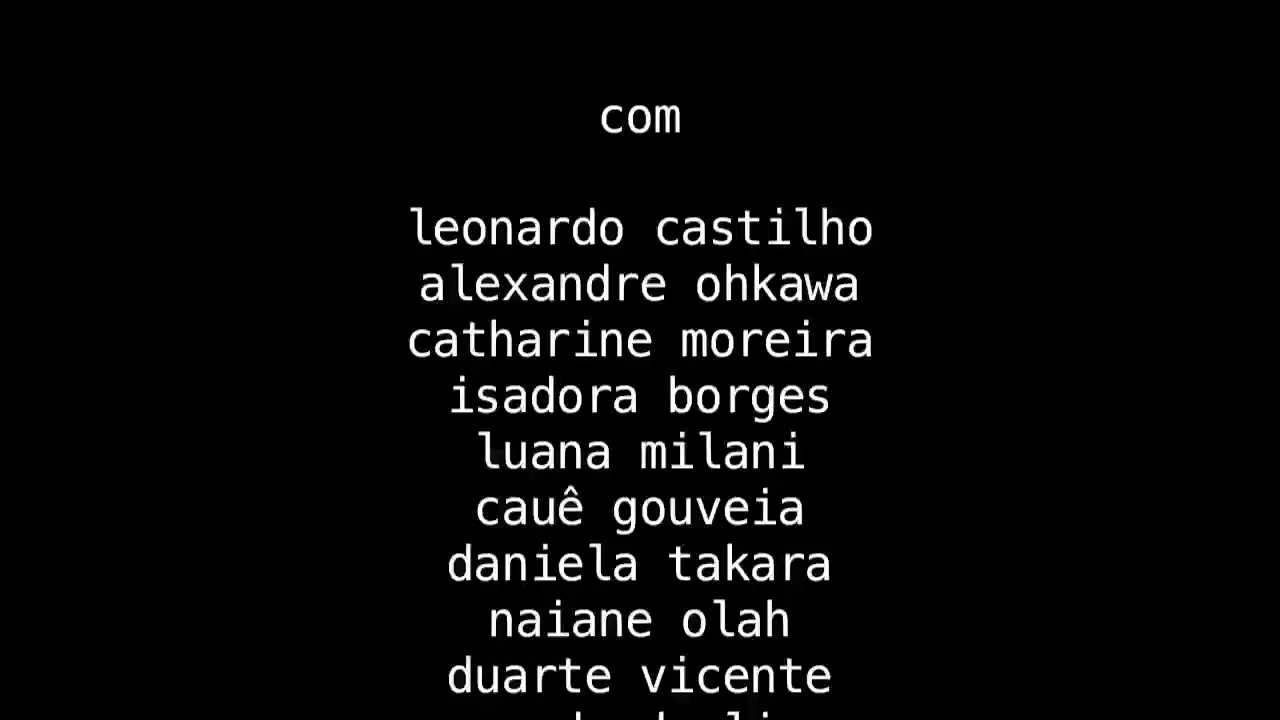 com
leonardo castilho
alexandre ohkawa
catharine moreira
isadora borges
luana milani
cauê gouveia
daniela takara
naiane olah
duarte vicente